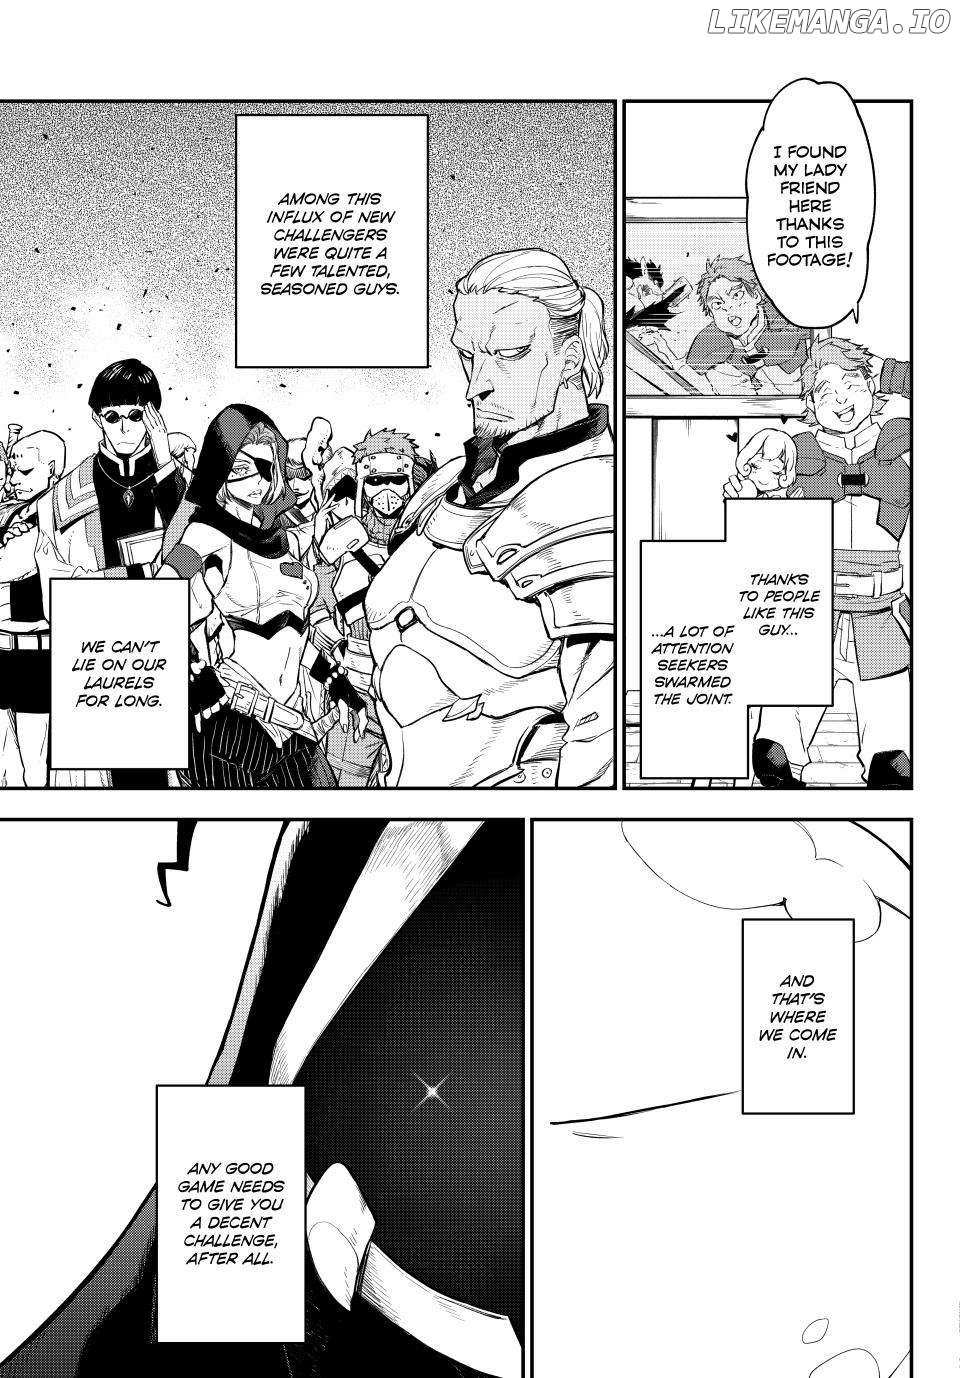 LIKEMANGA.IO
I FOUND
MY LADY
FRIEND
HERE
THANKS
TO THIS
FOOTAGE!
THANKS
TO PEOPLE
LIKE THIS
GUY...
...A LOT OF
ATTENTION
SEEKERS
SWARMED
THE JOINT.
AMONG THIS
INFLUX OF NEW
CHALLENGERS
WERE QUITE A
FEW TALENTED,
SEASONED GUYS.
WE CAN'T
LIE ON OUR
LAURELS
FOR LONG.
AND
THAT'S
WHERE
WE COME
IN.
ANY GOOD
GAME NEEDS
TO GIVE YOU
A DECENT
CHALLENGE,
AFTER ALL.